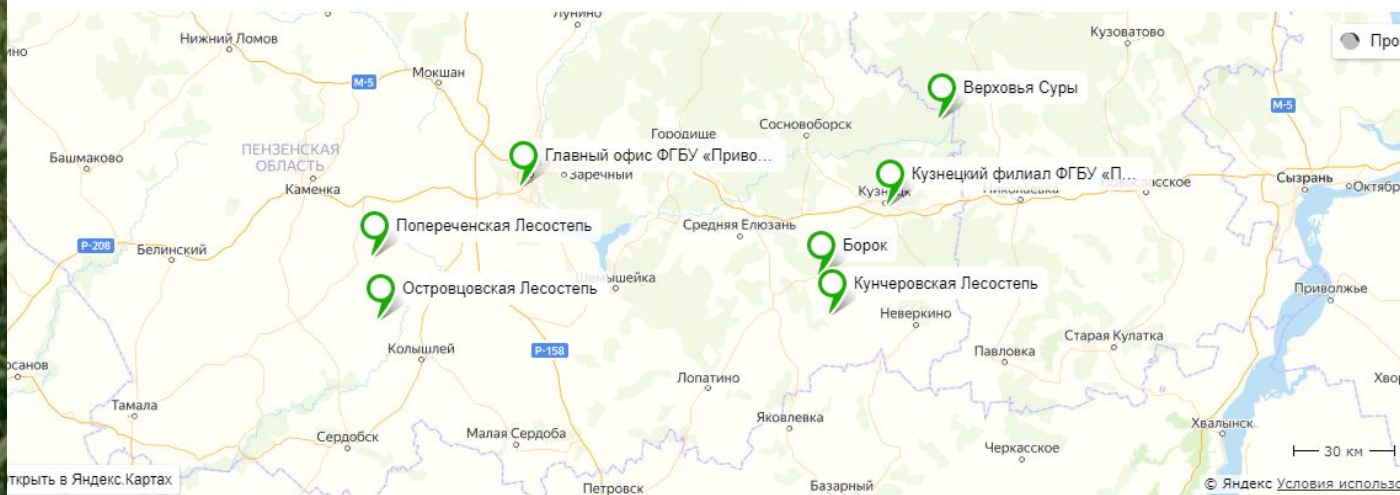 Лунино
Нижний Ломов
Кузоватово
Про
Мокшан
М-5
Верховья Суры
М-5
Сосновоборск
Городище
ПЕНЗЕНСКАЯ
ОБЛАСТЬ
Башмаково
Главный офис ФГБУ «Приво...
Заречный
Кузнецкий филиал ФГБУ «П...
Сызрань
Октябр
Каменка
Кузнецк
Николаевка
Попереченская Лесостепь
Средняя Елюзань
Р-208
Белинский
Борок
Островцовская Лесостепь
Шемышейка
Кунчеровская Лесостепь
Приволжье
Неверкино
Старая Кулатка
Колышлей
Р-158
Павловка
Лопатино
Хво
Тамала
Яковлевка
Сердобск
Малая Сердоба
Хвалынск
Черкасское
30 км
ткрыть в Яндекс.Картах
Петровск
Базарный
© Яндекс Условия использо